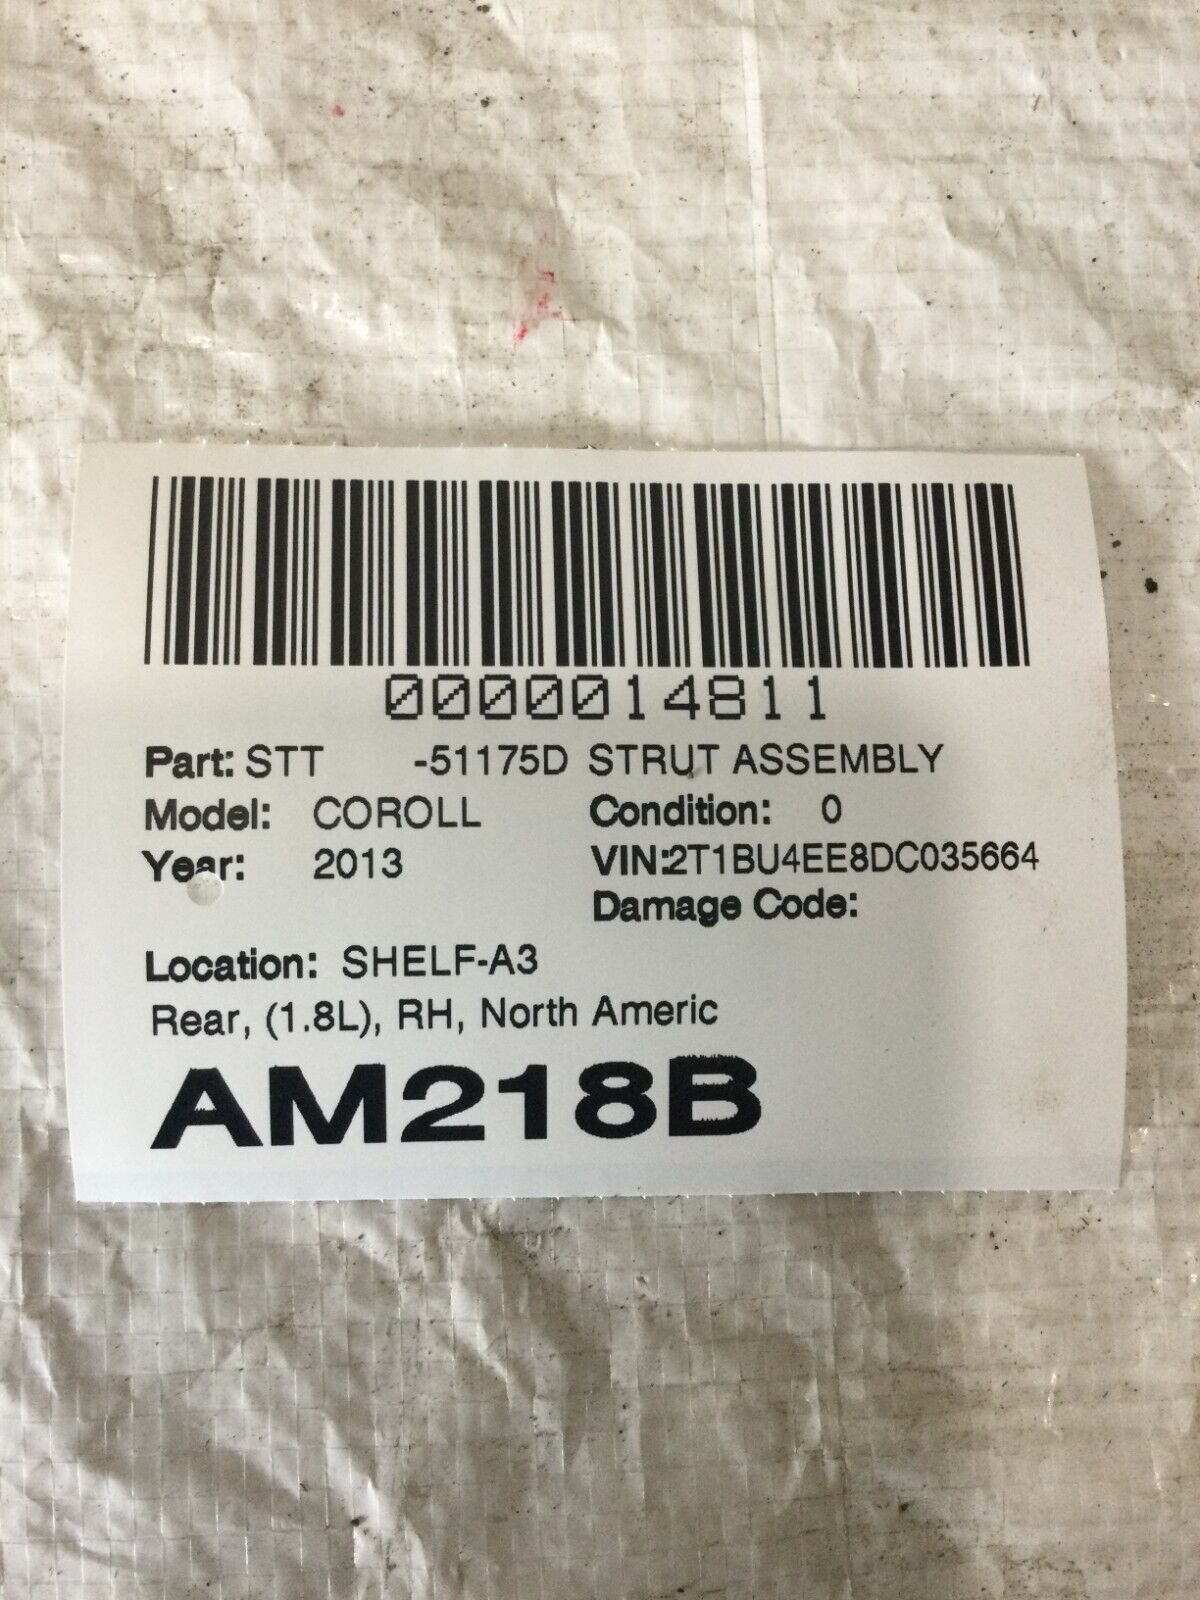 0000014811
Part: STT -51175D STRUT ASSEMBLY
Model: COROLL Condition: 0
Year: 2013 VIN:2T1BU4EE8DC035664
Damage Code:
Location: SHELF-A3
Rear, (1.8L), RH, North Americ
AM218B